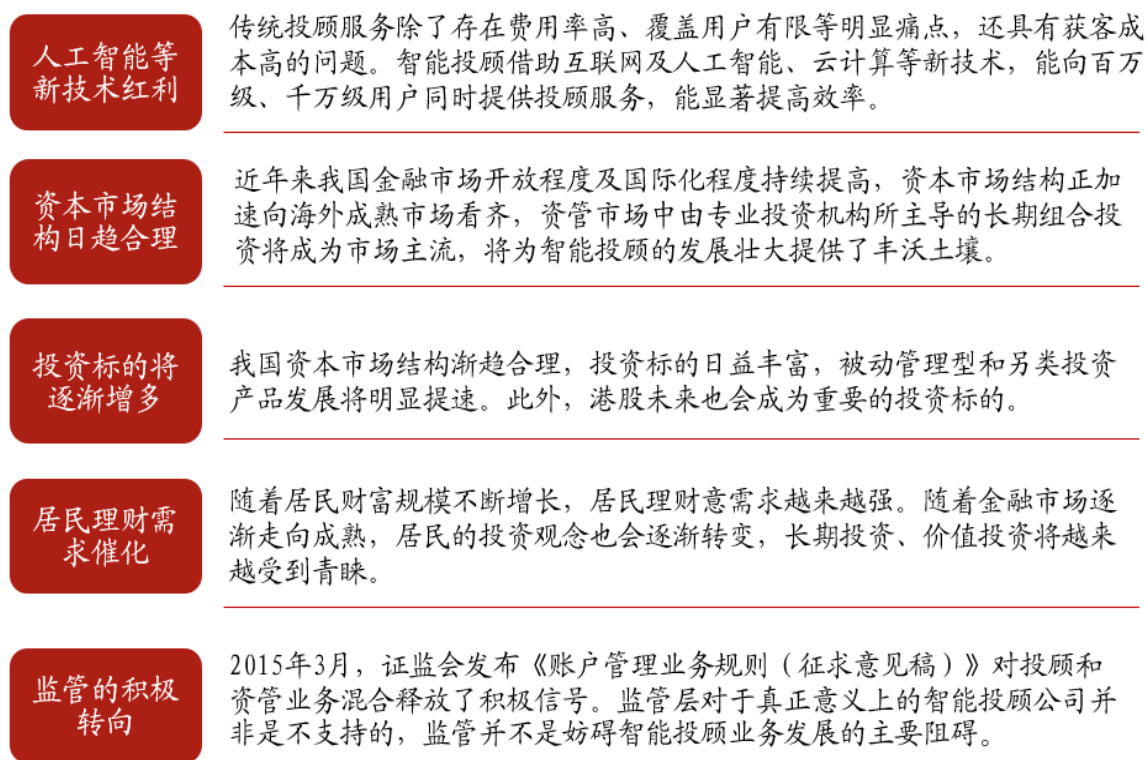 人工智能等
新技术红利
传统投顾服务除了存在费用率高、覆盖用户有限等明显痛点，还具有获客成
本高的问题。智能投顾借助互联网及人工智能、云计算等新技术，能向百万
级、千万级用户同时提供投顾服务，能显著提高效率。
资本市场结
构日趋合理
近年来我国金融市场开放程度及国际化程度持续提高，资本市场结构正加
速向海外成熟市场看齐，资管市场中由专业投资机构所主导的长期组合投
资将成为市场主流，将为智能投顾的发展壮大提供了丰沃土壤。
投资标的将
逐渐增多
我国资本市场结构渐趋合理，投资标的日益丰富，被动管理型和另类投资
产品发展将明显提速。此外，港股未来也会成为重要的投资标的。
居民理财需
求催化
随着居民财富规模不断增长，居民理财意需求越来越强。随着金融市场逐
渐走向成熟，居民的投资观念也会逐渐转变，长期投资、价值投资将越来
越受到青睐。
监管的积极
转向
2015年3月，证监会发布《账户管理业务规则（征求意见稿）》对投顾和
资管业务混合释放了积极信号。监管层对于真正意义上的智能投顾公司并
非是不支持的，监管并不是妨碍智能投顾业务发展的主要阻碍。